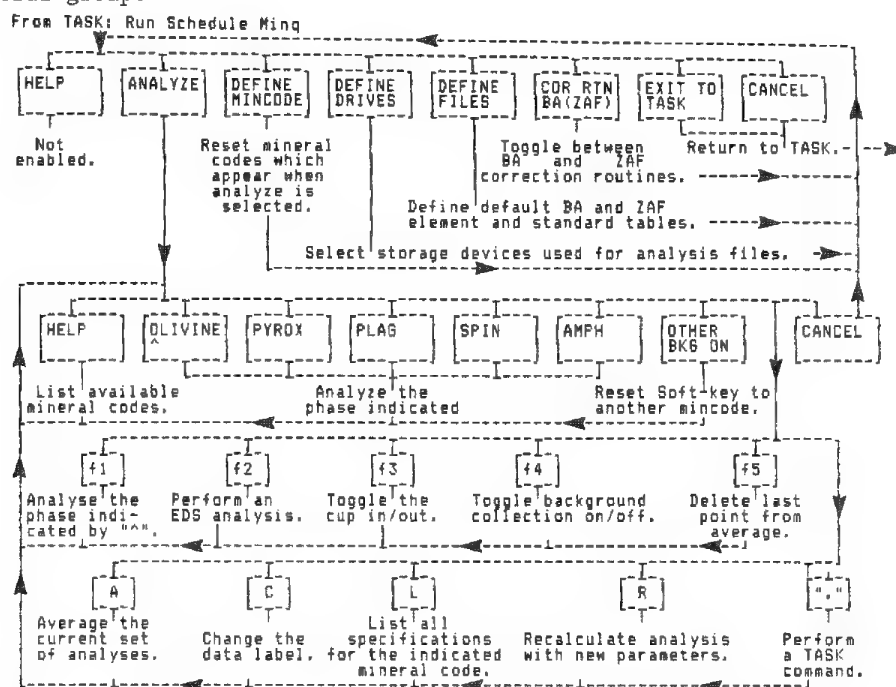 From TASK: Run Schedule Minq
HELP ANALYZE DEFINE MINCODE DEFINE DRIVES DEFINE FILES COR RTN BA(ZAF) EXIT TO TASK CANCEL
Not enabled.
Reset mineral codes which appear when analyze is selected.
Toggle between BA and ZAF correction routines.
Return to TASK.
Define default BA and ZAF element and standard tables.
Select storage devices used for analysis files.
HELP OLIVINE ^ PYROX PLAG SPIN AMPH OTHER BKG ON CANCEL
List available mineral codes.
Analyze the phase indicated
Reset Soft-key to another mincode.
f1 f2 f3 f4 f5
Analyse the phase indi- cated by "^".
Perform an EDS analysis.
Toggle the cup in/out.
Toggle background collection on/off.
Delete last point from average.
A C L R "."
Average the current set of analyses.
Change the data label.
List all specifications for the indicated mineral code.
Recalculate analysis with new parameters.
Perform a TASK command.